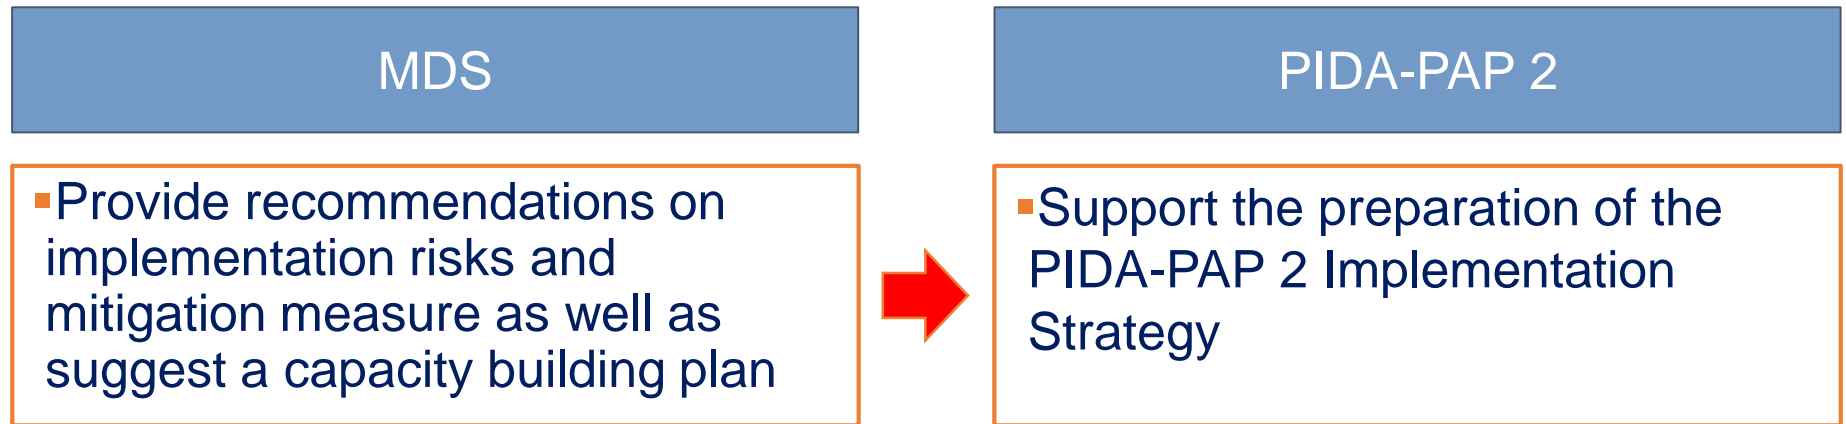 MDS
▪Provide recommendations on
implementation risks and
mitigation measure as well as
suggest a capacity building plan
PIDA-PAP 2
▪Support the preparation of the
PIDA-PAP 2 Implementation
Strategy